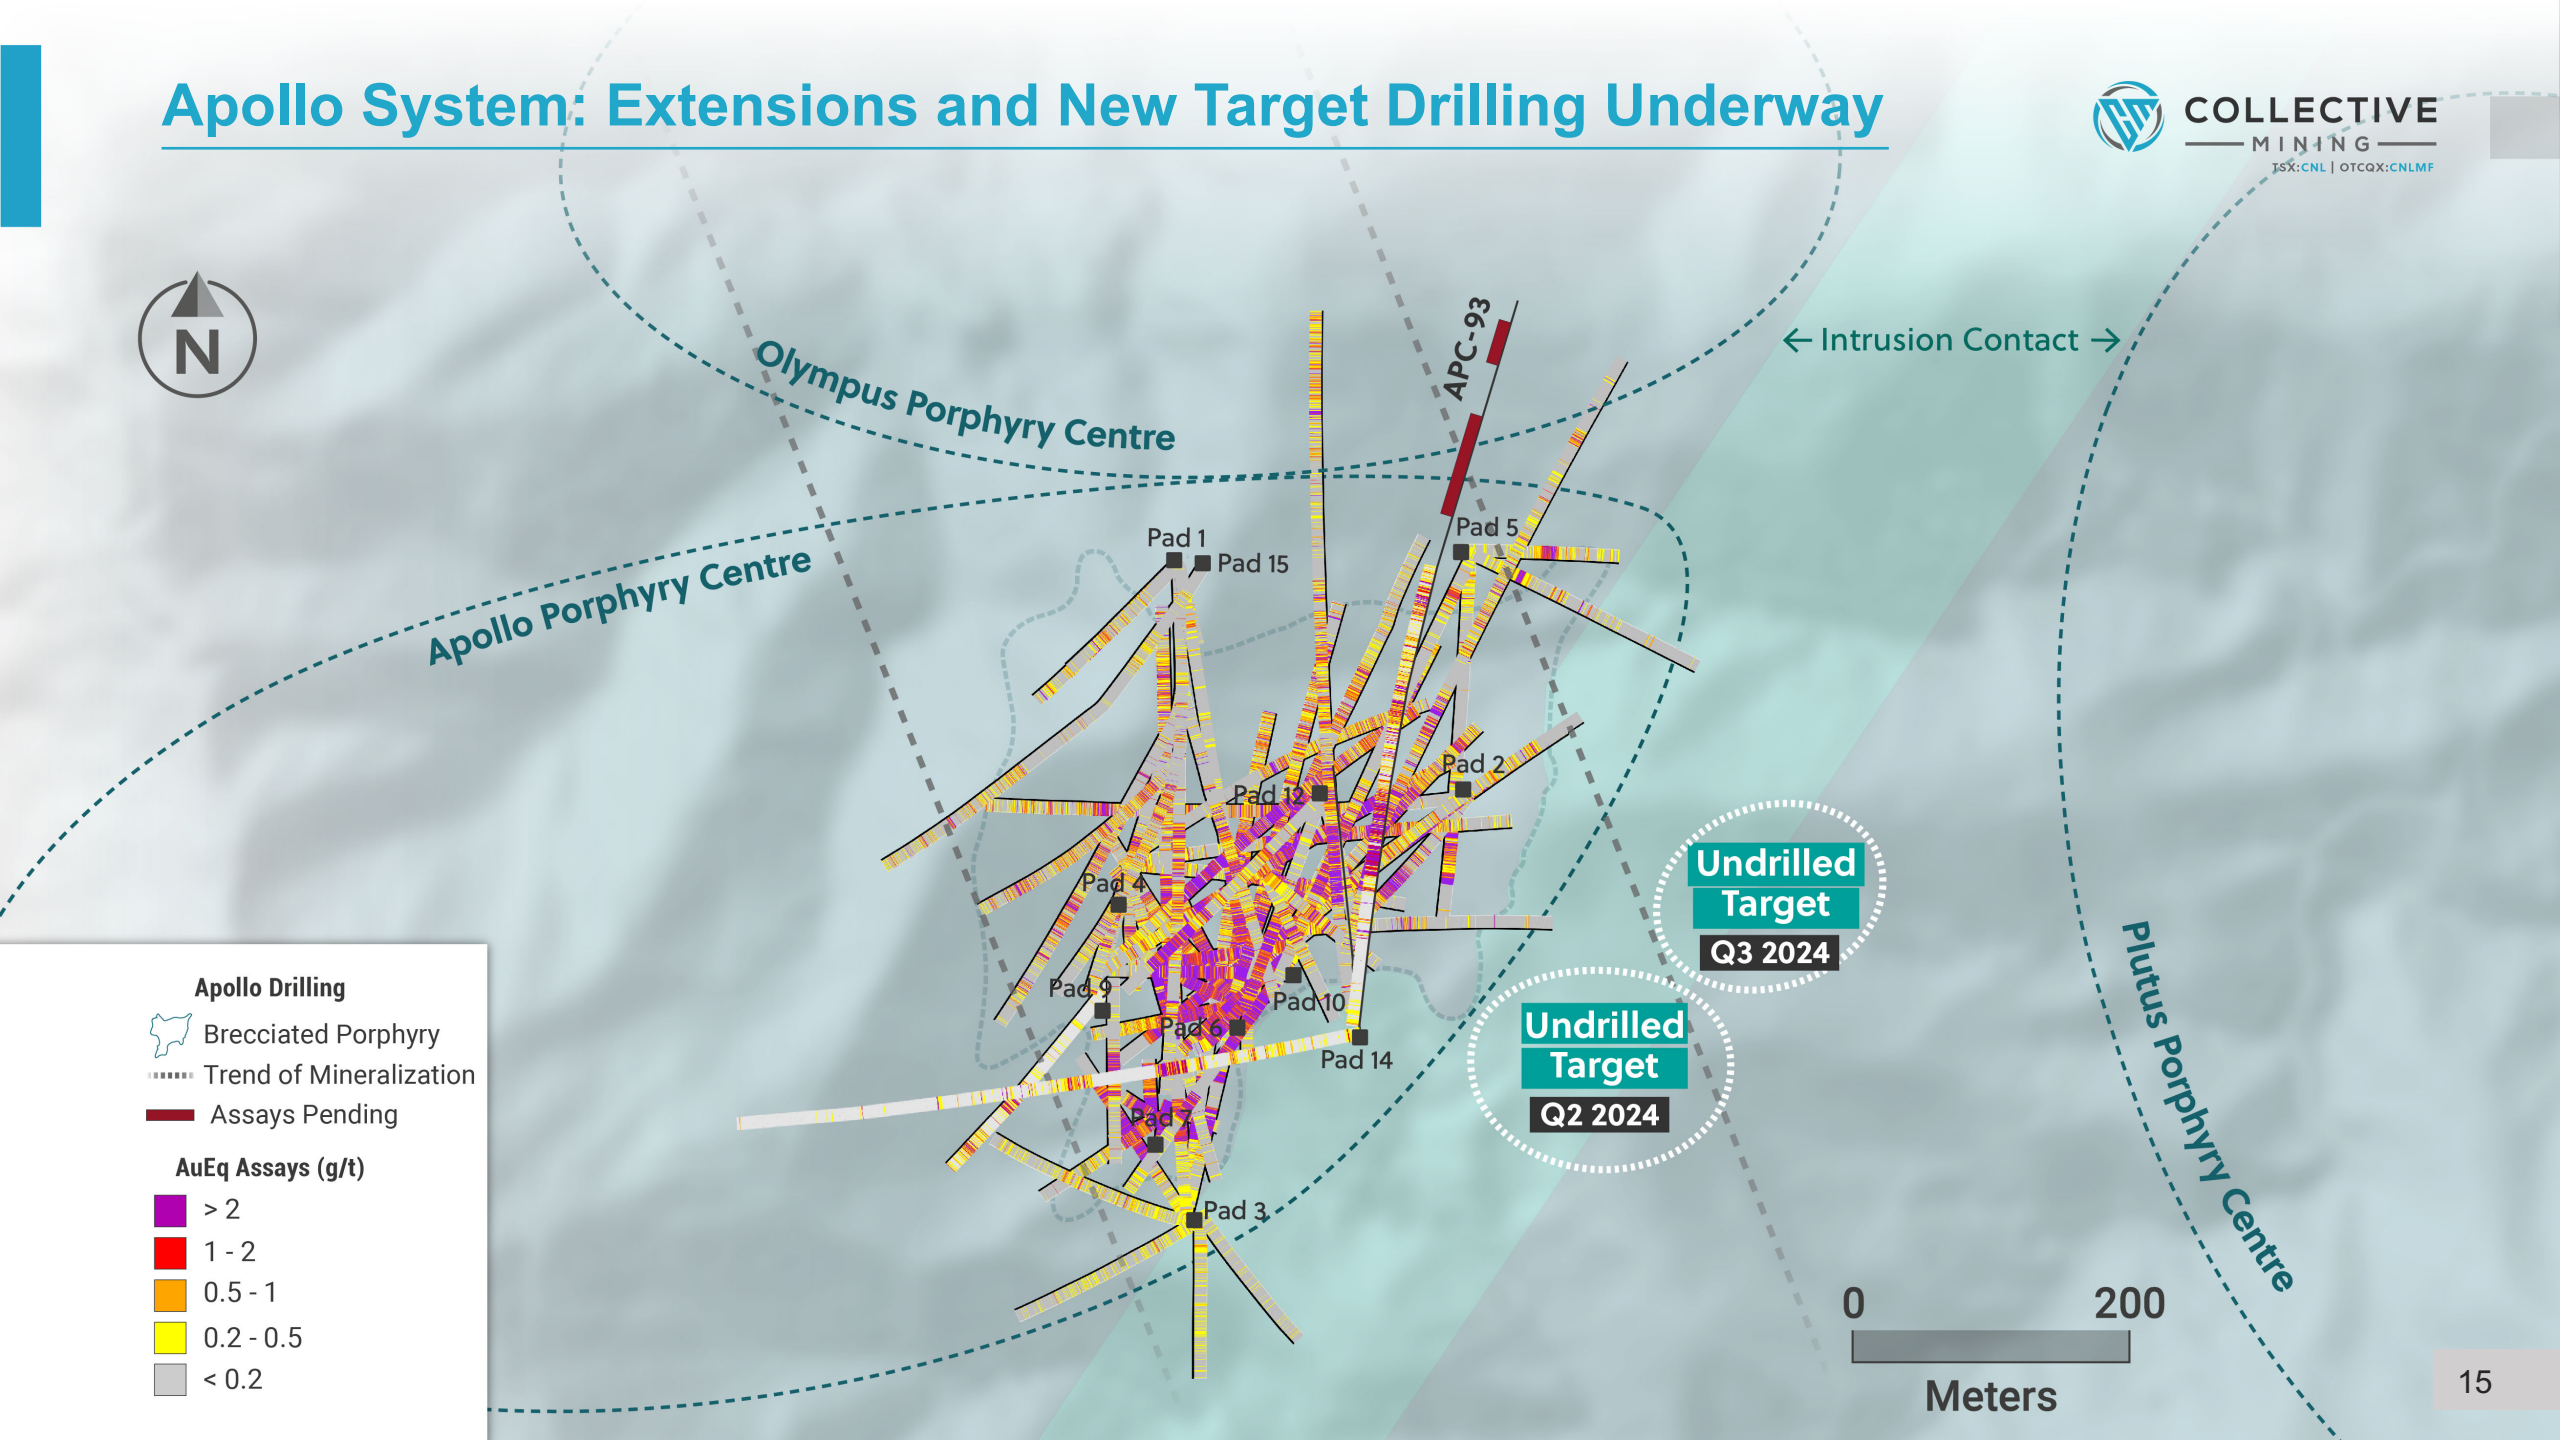 Apollo System: Extensions and New Target Drilling Underway
COLLECTIVE
MINING
TSX:CNL | OTCQX:CNLMF
N
APC-93
← Intrusion Contact →
Olympus Porphyry Centre
Apollo Porphyry Centre
Pad 1
Pad 15
Pad 5
Pad 2
Pad 12
Pad 4
Pad 9
Pad 10
Pad 6
Pad 14
Pad 7
Pad 3
Undrilled
Target
Q3 2024
Undrilled
Target
Q2 2024
Plutus Porphyry Centre
Apollo Drilling
Brecciated Porphyry
Trend of Mineralization
Assays Pending
AuEq Assays (g/t)
> 2
1 - 2
0.5 - 1
0.2 - 0.5
< 0.2
0 200
Meters
15